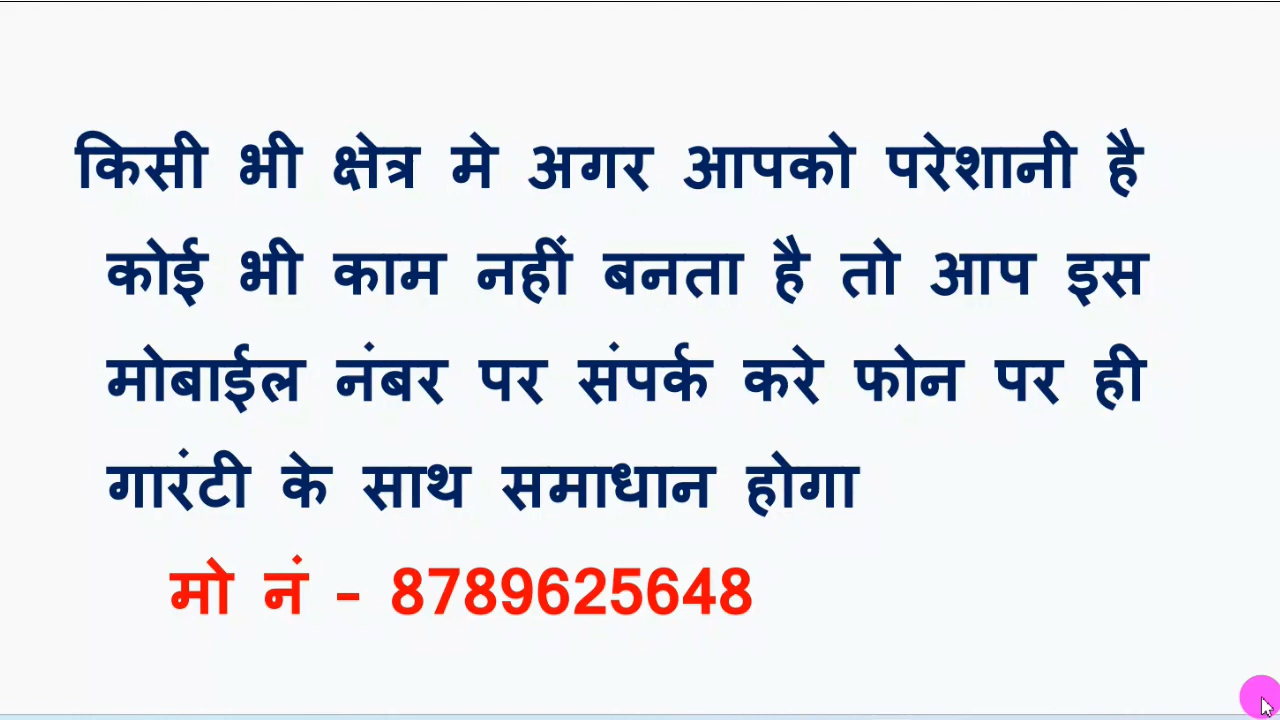 किसी भी क्षेत्र मे अगर आपको परेशानी है
कोई भी काम नहीं बनता है तो आप इस
मोबाईल नंबर पर संपर्क करे फोन पर ही
गारंटी के साथ समाधान होगा
मो नं - 8789625648